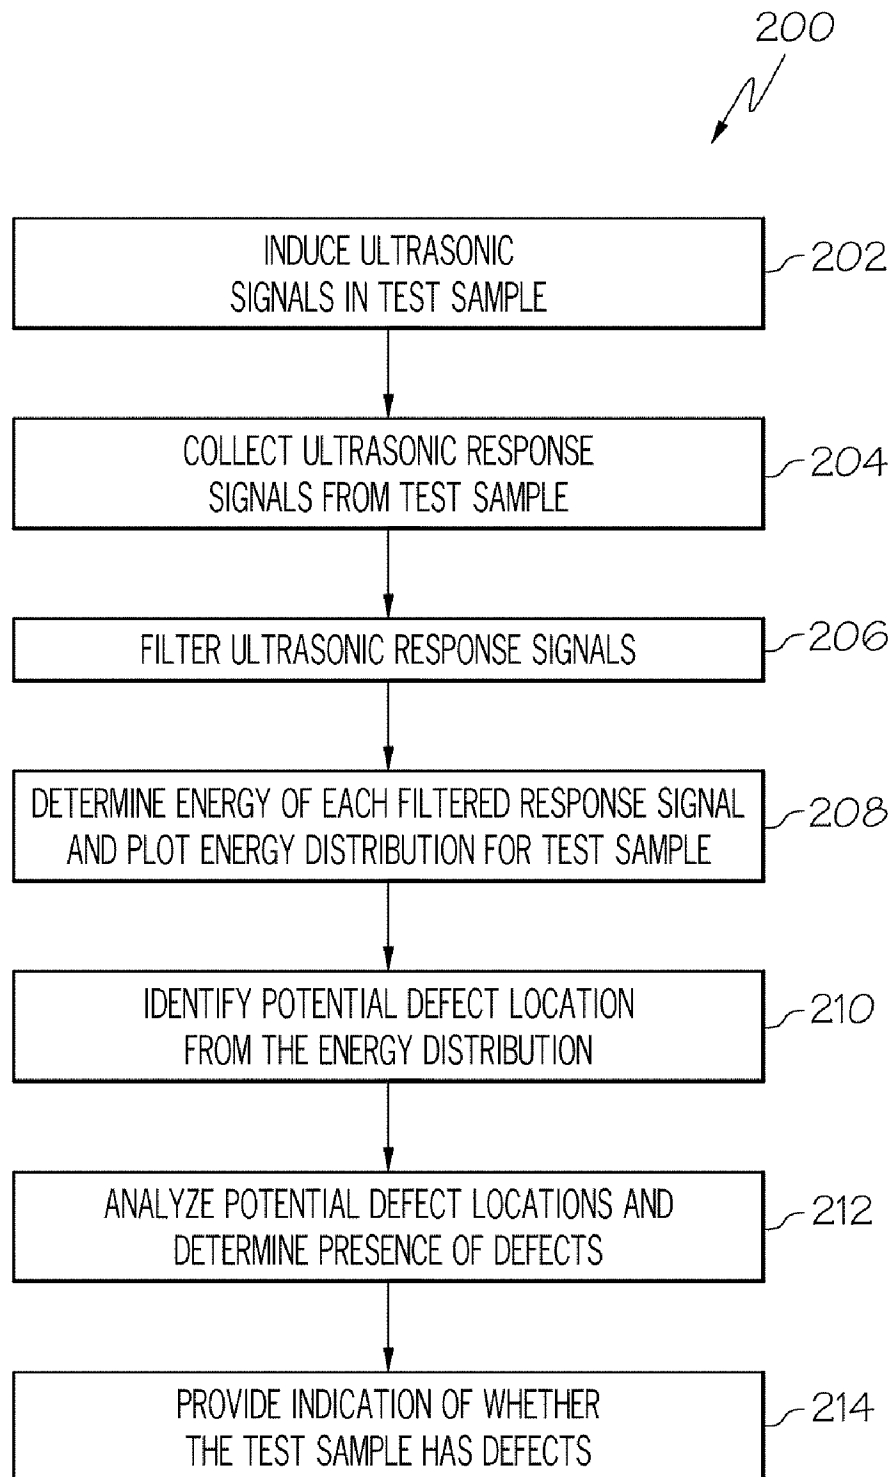 200
INDUCE ULTRASONIC
SIGNALS IN TEST SAMPLE
202
COLLECT ULTRASONIC RESPONSE
SIGNALS FROM TEST SAMPLE
204
FILTER ULTRASONIC RESPONSE SIGNALS
206
DETERMINE ENERGY OF EACH FILTERED RESPONSE SIGNAL
AND PLOT ENERGY DISTRIBUTION FOR TEST SAMPLE
208
IDENTIFY POTENTIAL DEFECT LOCATION
FROM THE ENERGY DISTRIBUTION
210
ANALYZE POTENTIAL DEFECT LOCATIONS AND
DETERMINE PRESENCE OF DEFECTS
212
PROVIDE INDICATION OF WHETHER
THE TEST SAMPLE HAS DEFECTS
214